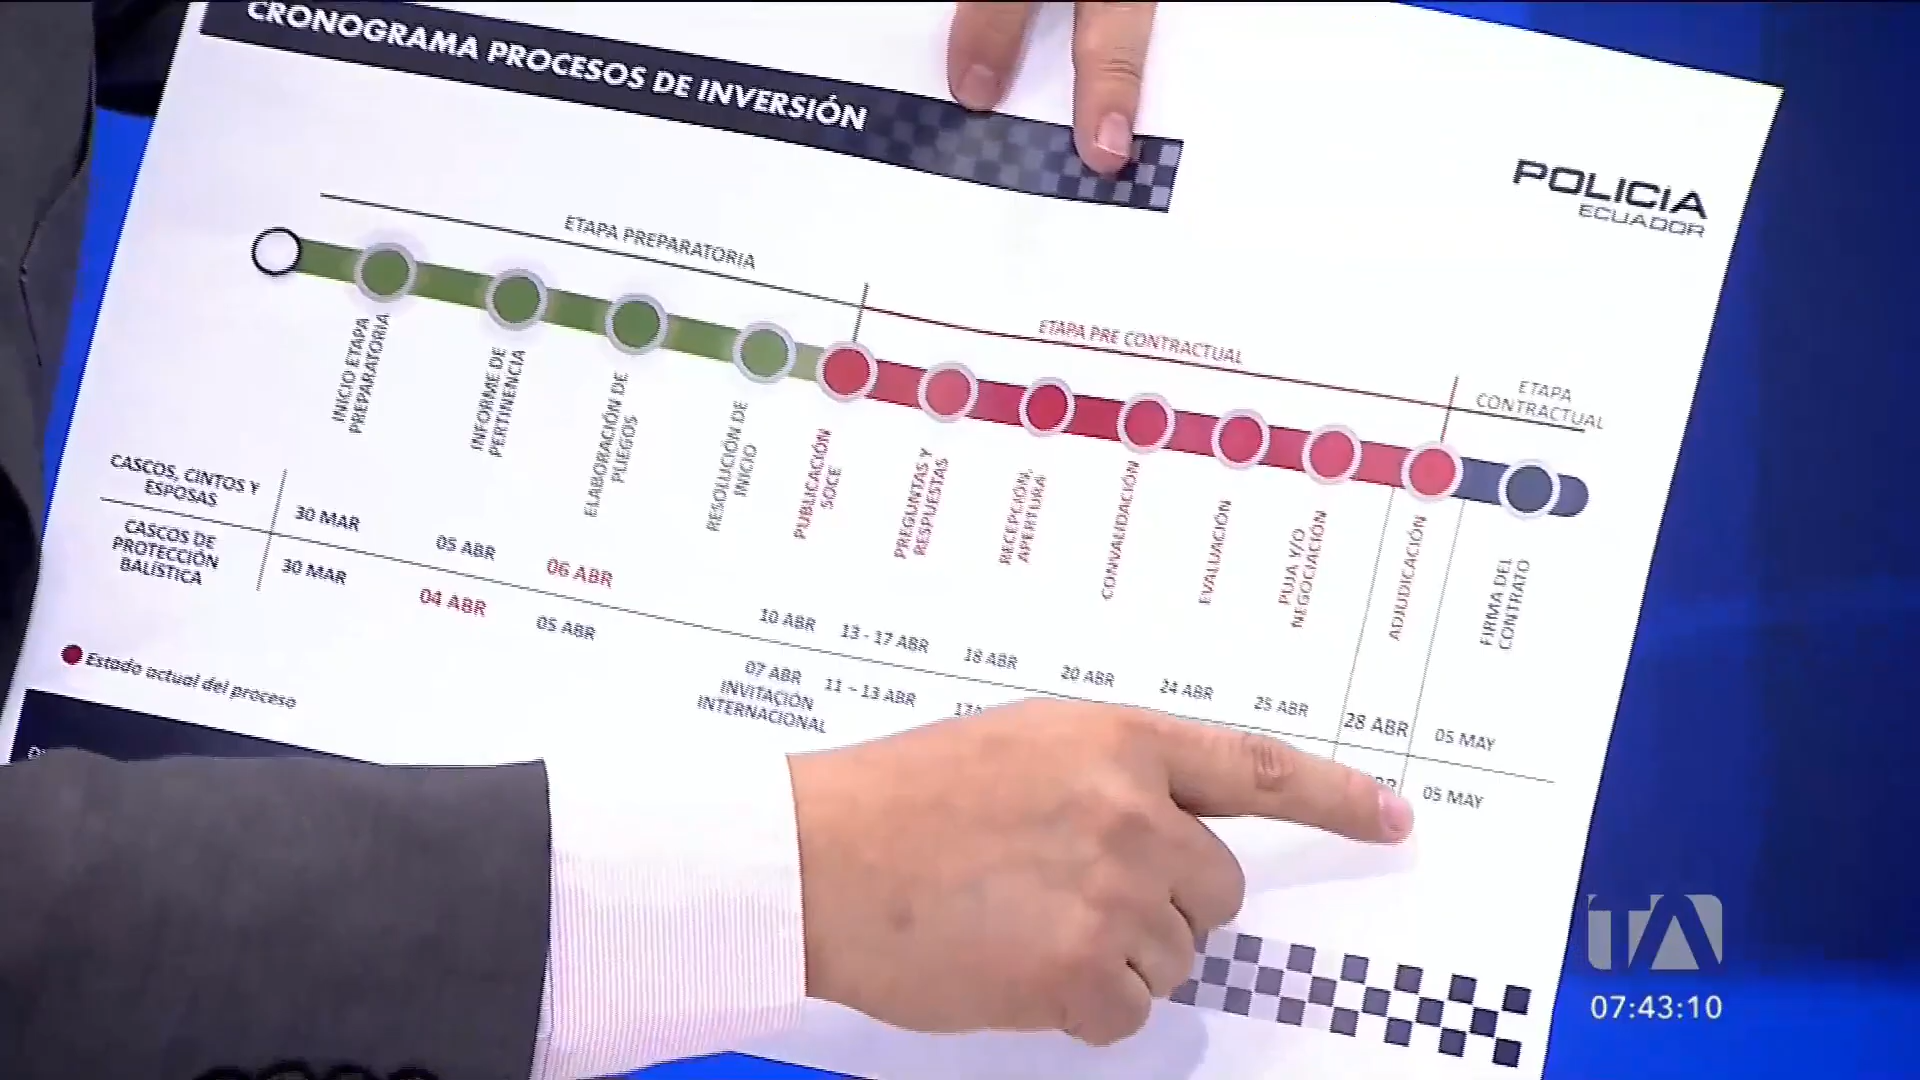 CRONOGRAMA PROCESOS DE INVERSIÓN
POLICIA
ECUADOR
ETAPA PREPARATORIA
ETAPA PRE CONTRACTUAL
ETAPA
CONTRACTUAL
INICIO ETAPA
PREPARATORIA
INFORME DE
PERTINENCIA
ELABORACIÓN DE
PLIEGOS
RESOLUCIÓN DE
INICIO
PUBLICACIÓN
SOCE
PREGUNTAS Y
RESPUESTAS
RECEPCIÓN,
APERTURA
CONVALIDACIÓN
EVALUACIÓN
PUJA Y/O
NEGOCIACIÓN
ADJUDICACIÓN
FIRMA DEL
CONTRATO
CASCOS, CINTOS Y
ESPOSAS
30 MAR
05 ABR
06 ABR
10 ABR
13 - 17 ABR
18 ABR
20 ABR
24 ABR
25 ABR
28 ABR
05 MAY
CASCOS DE
PROTECCIÓN
BALÍSTICA
30 MAR
04 ABR
05 ABR
07 ABR
INVITACIÓN
INTERNACIONAL
11 - 13 ABR
05 MAY
Estado actual del proceso
TA
07:43:10